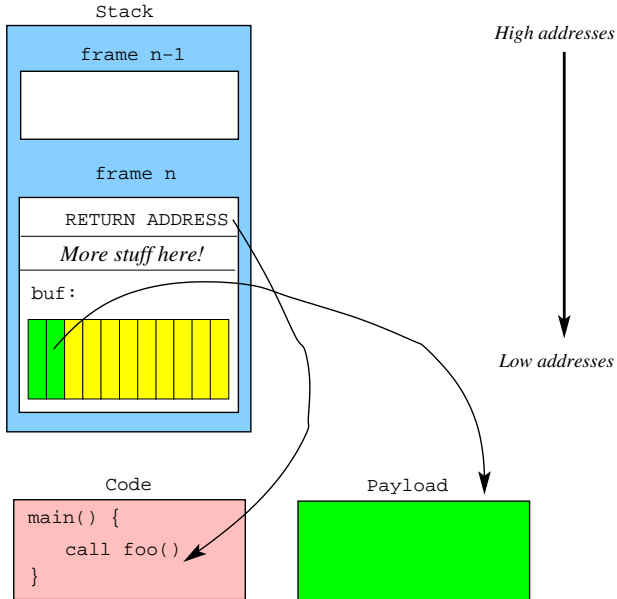 Stack
High addresses
frame n-1
frame n
RETURN ADDRESS
More stuff here!
buf:
Low addresses
Code
Payload
main() {
call foo()
}